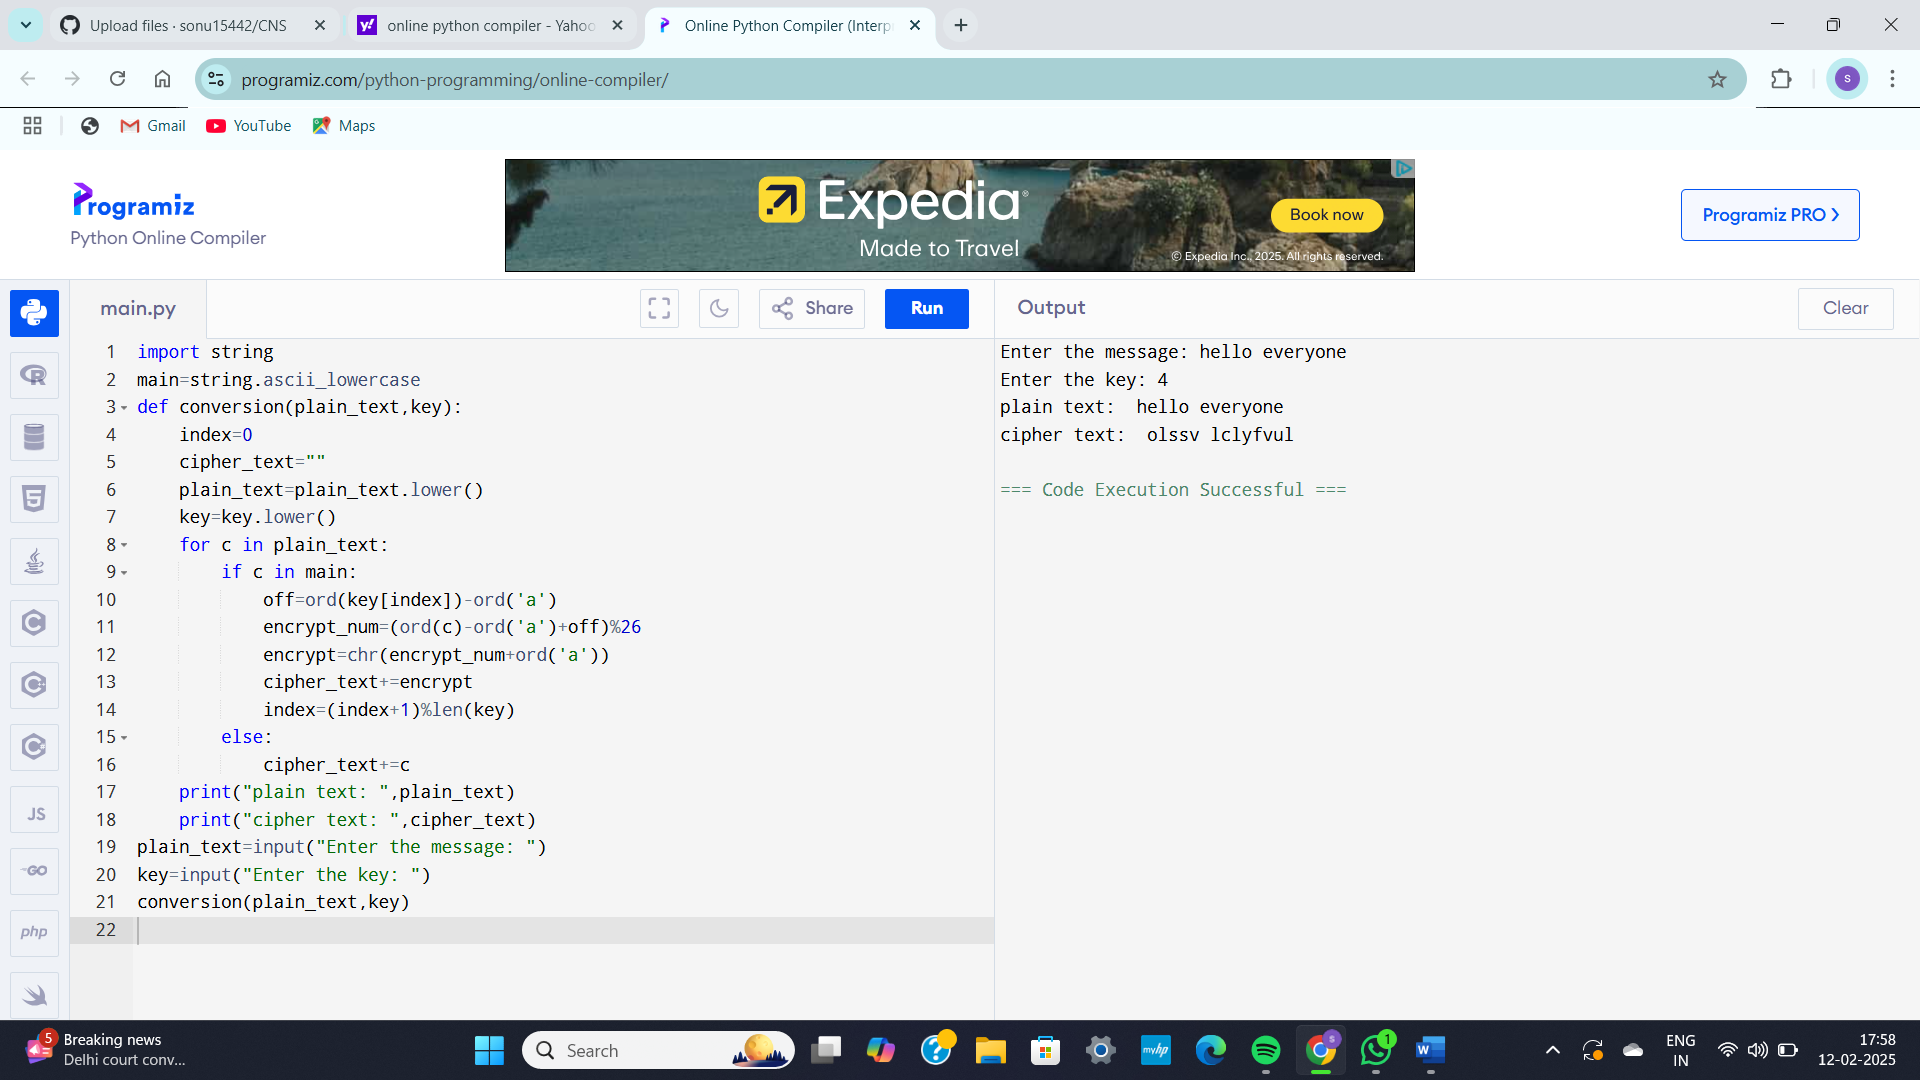 Upload files · sonu15442/CNS
online python compiler - Yahoo
Online Python Compiler (Interpr
programiz.com/python-programming/online-compiler/
S
Gmail YouTube Maps
Programiz
Python Online Compiler
Expedia®
Made to Travel
Book now
© Expedia Inc., 2025. All rights reserved.
Programiz PRO ›
main.py
Share
Run
Output
Clear
1 import string
2 main=string.ascii_lowercase
3 def conversion(plain_text,key):
4 index=0
5 cipher_text=""
6 plain_text=plain_text.lower()
7 key=key.lower()
8 for c in plain_text:
9 if c in main:
10 off=ord(key[index])-ord('a')
11 encrypt_num=(ord(c)-ord('a')+off)%26
12 encrypt=chr(encrypt_num+ord('a'))
13 cipher_text+=encrypt
14 index=(index+1)%len(key)
15 else:
16 cipher_text+=c
17 print("plain text: ",plain_text)
18 print("cipher text: ",cipher_text)
19 plain_text=input("Enter the message: ")
20 key=input("Enter the key: ")
21 conversion(plain_text,key)
22
Enter the message: hello everyone
Enter the key: 4
plain text:  hello everyone
cipher text:  olssv lclyfvul
=== Code Execution Successful ===
R
5
C
C
C
JS
GO
php
5
Breaking news
Delhi court conv...
Search
myhp
S
1
W
ENG
IN
17:58
12-02-2025